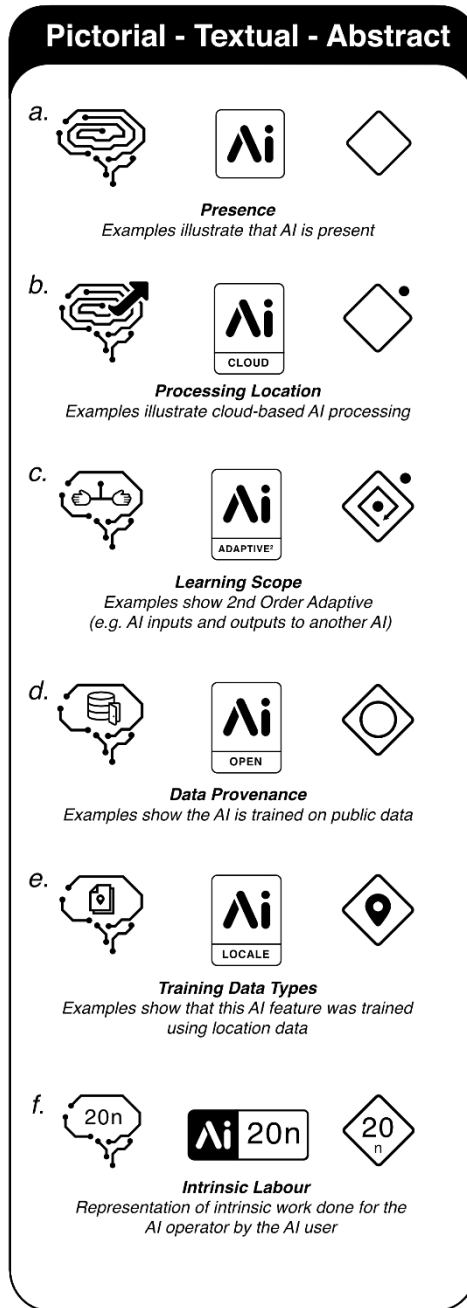 Pictorial - Textual - Abstract
a.
Ai
Presence
Examples illustrate that AI is present
b.
Ai
CLOUD
Processing Location
Examples illustrate cloud-based AI processing
c.
Ai
ADAPTIVE²
Learning Scope
Examples show 2nd Order Adaptive
(e.g. AI inputs and outputs to another AI)
d.
Ai
OPEN
Data Provenance
Examples show the AI is trained on public data
e.
Ai
LOCALE
Training Data Types
Examples show that this AI feature was trained
using location data
f.
20n
Ai 20n
20
n
Intrinsic Labour
Representation of intrinsic work done for the
AI operator by the AI user